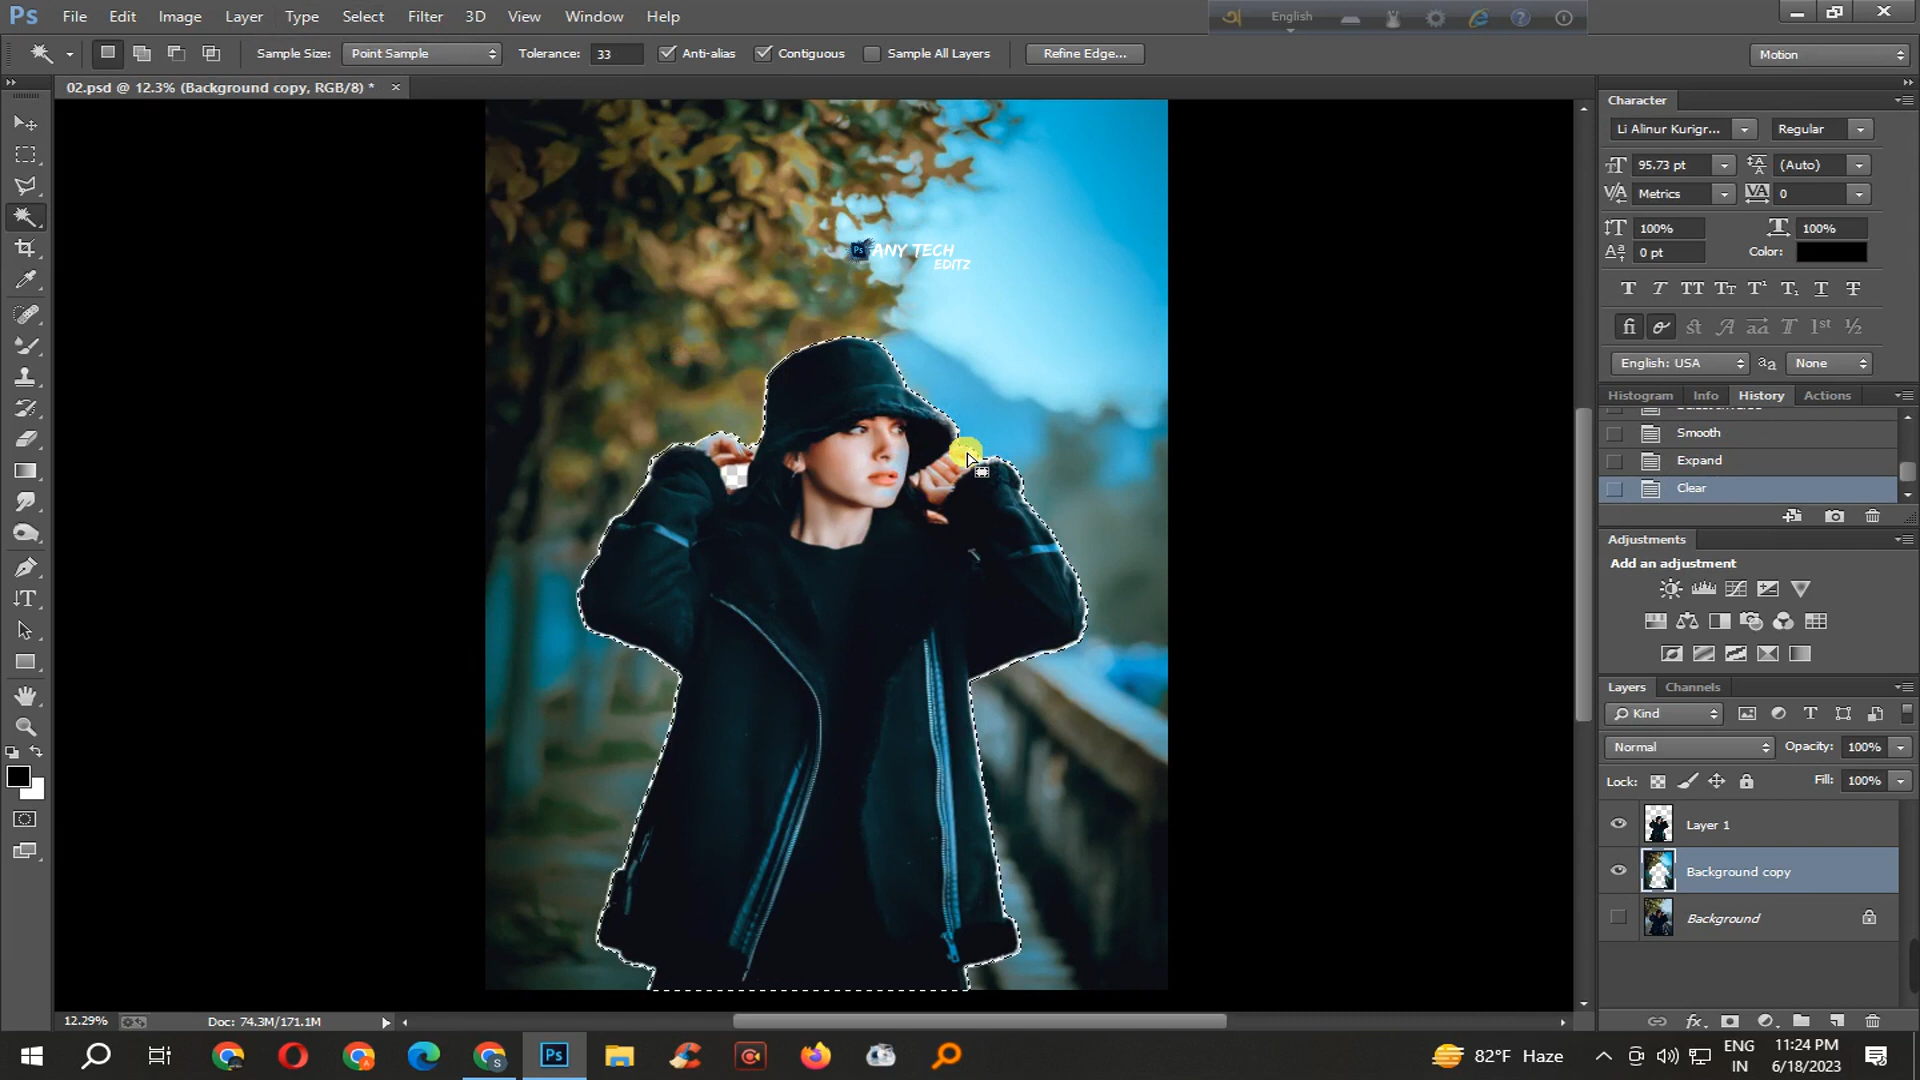 Ps File Edit Image Layer Type Select Filter 3D View Window Help
English
Sample Size: Point Sample Tolerance: 33 Anti-alias Contiguous Sample All Layers Refine Edge... Motion
02.psd @ 12.3% (Background copy, RGB/8) * ×
Character
Li Alinur Kurigr... Regular
95.73 pt (Auto)
Metrics 0
100% 100%
0 pt Color:
English: USA aa None
Histogram Info History Actions
Smooth
Expand
Clear
Adjustments
Add an adjustment
Layers Channels
Kind
Normal Opacity: 100%
Lock: Fill: 100%
Layer 1
Background copy
Background
Ps ANY TECH
EDITZ
12.29% Doc: 74.3M/171.1M
Ps 82°F Haze ENG
IN
11:24 PM
6/18/2023